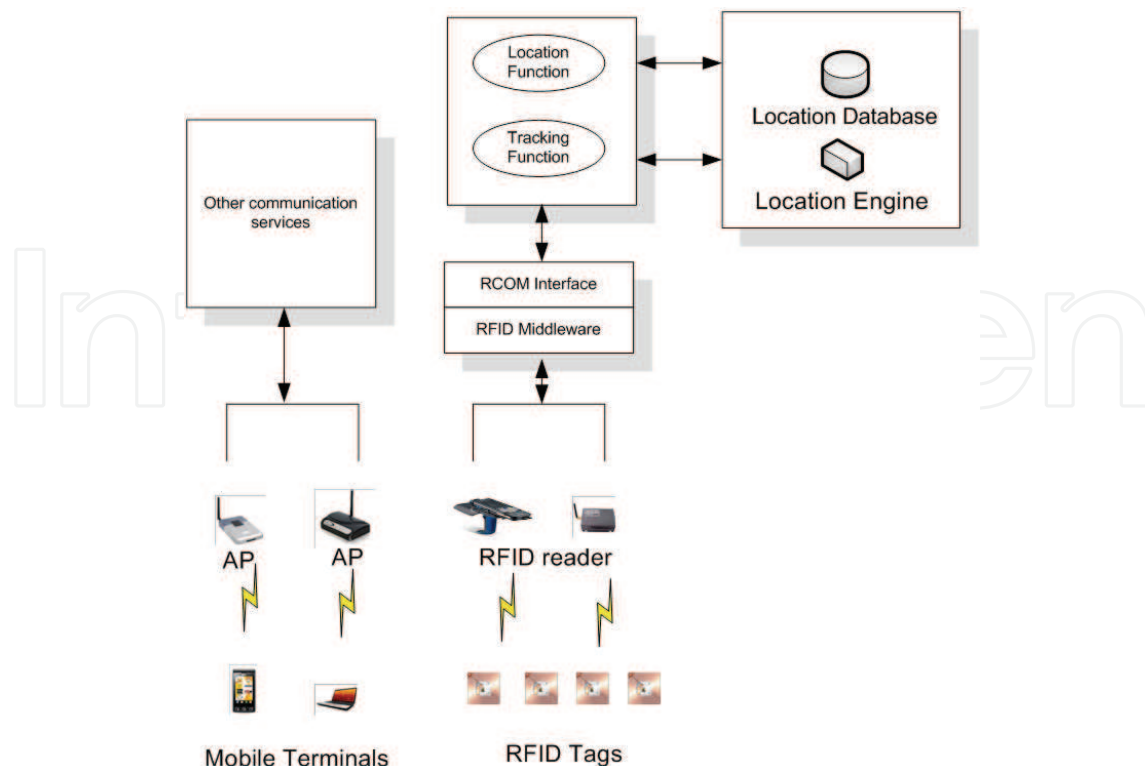 Location
Function
Tracking
Function
Location Database
Location Engine
Other communication
services
RCOM Interface
RFID Middleware
AP
AP
RFID reader
Mobile Terminals
RFID Tags